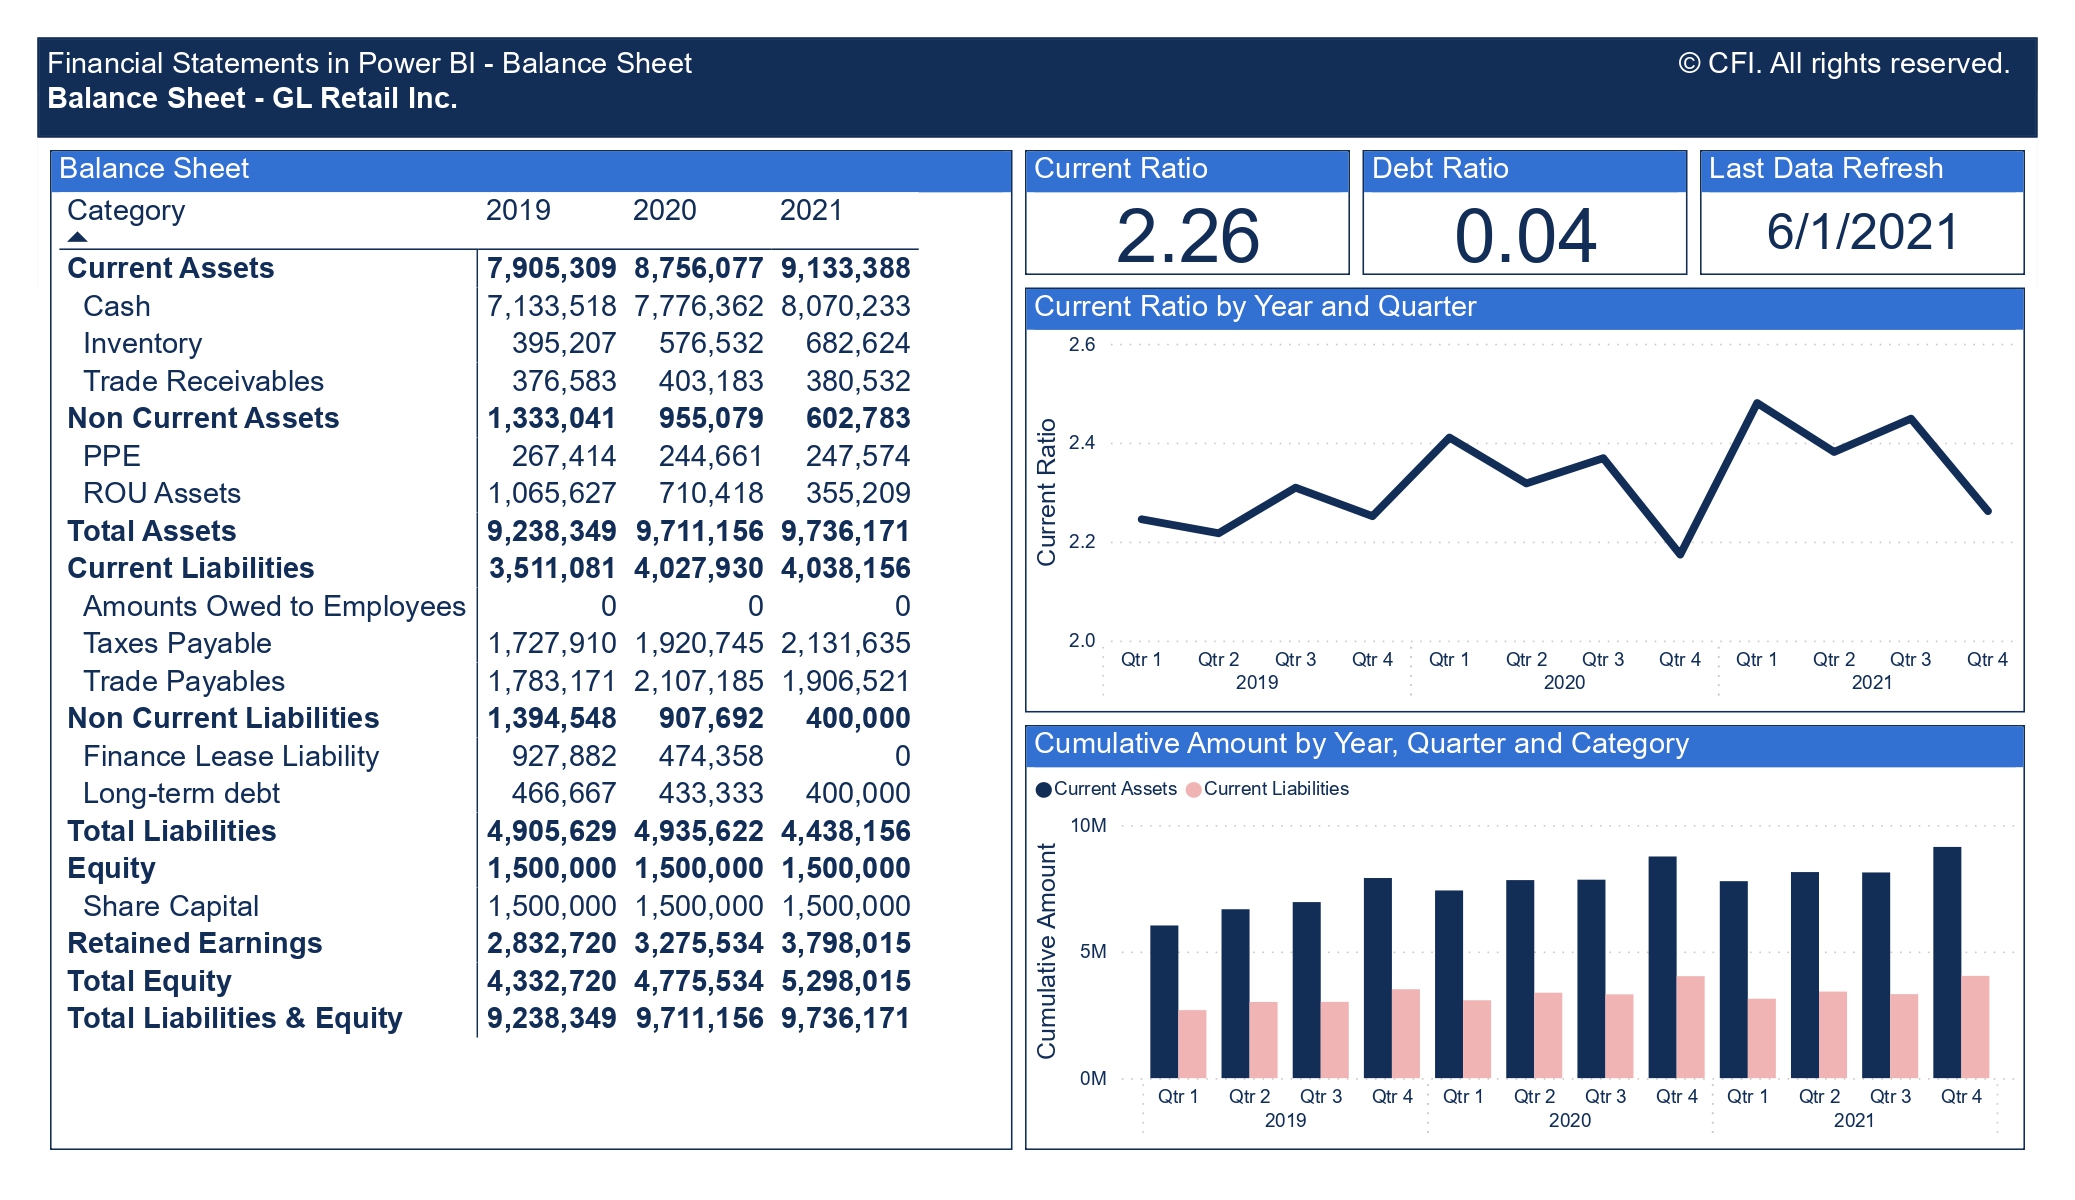 Financial Statements in Power BI - Balance Sheet
© CFI. All rights reserved.
Balance Sheet - GL Retail Inc.
Balance Sheet
Category 2019 2020 2021
Current Assets 7,905,309 8,756,077 9,133,388
Cash 7,133,518 7,776,362 8,070,233
Inventory 395,207 576,532 682,624
Trade Receivables 376,583 403,183 380,532
Non Current Assets 1,333,041 955,079 602,783
PPE 267,414 244,661 247,574
ROU Assets 1,065,627 710,418 355,209
Total Assets 9,238,349 9,711,156 9,736,171
Current Liabilities 3,511,081 4,027,930 4,038,156
Amounts Owed to Employees 0 0 0
Taxes Payable 1,727,910 1,920,745 2,131,635
Trade Payables 1,783,171 2,107,185 1,906,521
Non Current Liabilities 1,394,548 907,692 400,000
Finance Lease Liability 927,882 474,358 0
Long-term debt 466,667 433,333 400,000
Total Liabilities 4,905,629 4,935,622 4,438,156
Equity 1,500,000 1,500,000 1,500,000
Share Capital 1,500,000 1,500,000 1,500,000
Retained Earnings 2,832,720 3,275,534 3,798,015
Total Equity 4,332,720 4,775,534 5,298,015
Total Liabilities & Equity 9,238,349 9,711,156 9,736,171
Current Ratio
2.26
Debt Ratio
0.04
Last Data Refresh
6/1/2021
Current Ratio by Year and Quarter
Current Ratio
2.6
2.4
2.2
2.0
Qtr 1 Qtr 2 Qtr 3 Qtr 4 Qtr 1 Qtr 2 Qtr 3 Qtr 4 Qtr 1 Qtr 2 Qtr 3 Qtr 4
2019 2020 2021
Cumulative Amount by Year, Quarter and Category
Current Assets Current Liabilities
Cumulative Amount
10M
5M
0M
Qtr 1 Qtr 2 Qtr 3 Qtr 4 Qtr 1 Qtr 2 Qtr 3 Qtr 4 Qtr 1 Qtr 2 Qtr 3 Qtr 4
2019 2020 2021